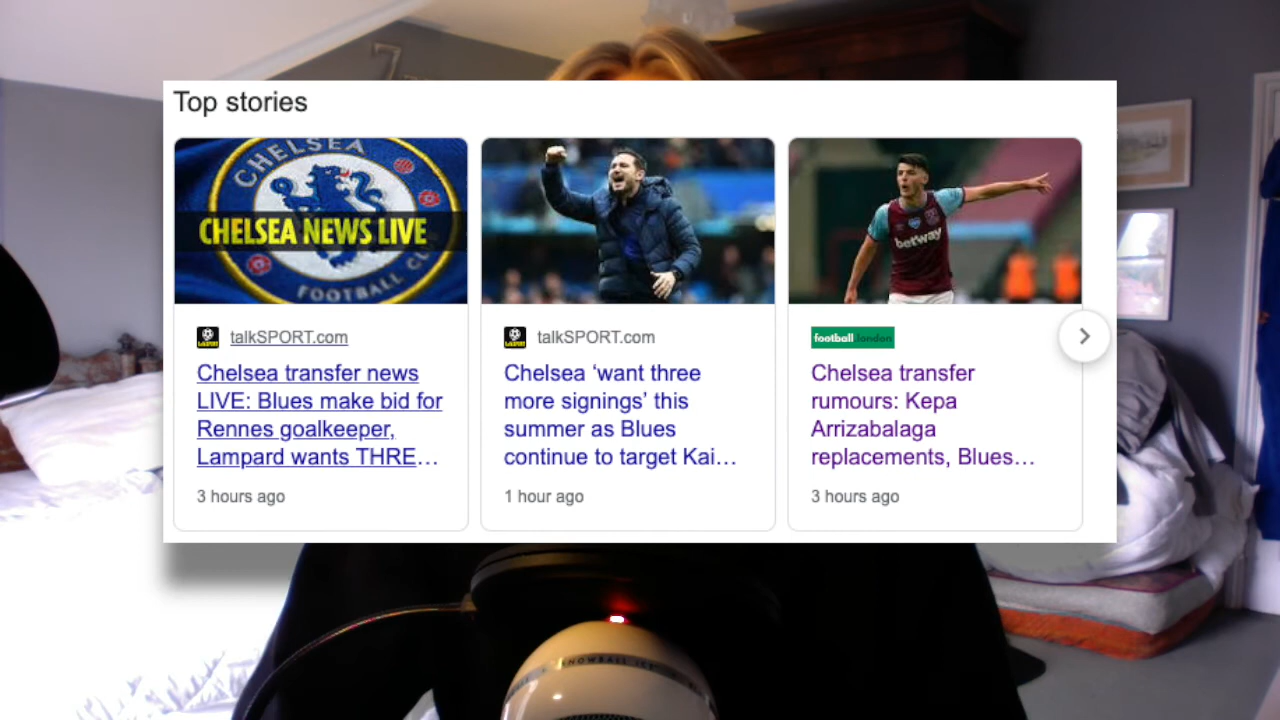 Top stories
CHELSEA
CHELSEA NEWS LIVE
FOOTBALL CL
betway
talkSPORT.com
Chelsea transfer news
LIVE: Blues make bid for
Rennes goalkeeper,
Lampard wants THRE…
3 hours ago
talkSPORT.com
Chelsea ‘want three
more signings’ this
summer as Blues
continue to target Kai…
1 hour ago
football.london
Chelsea transfer
rumours: Kepa
Arrizabalaga
replacements, Blues…
3 hours ago
SNOWBALL iCE